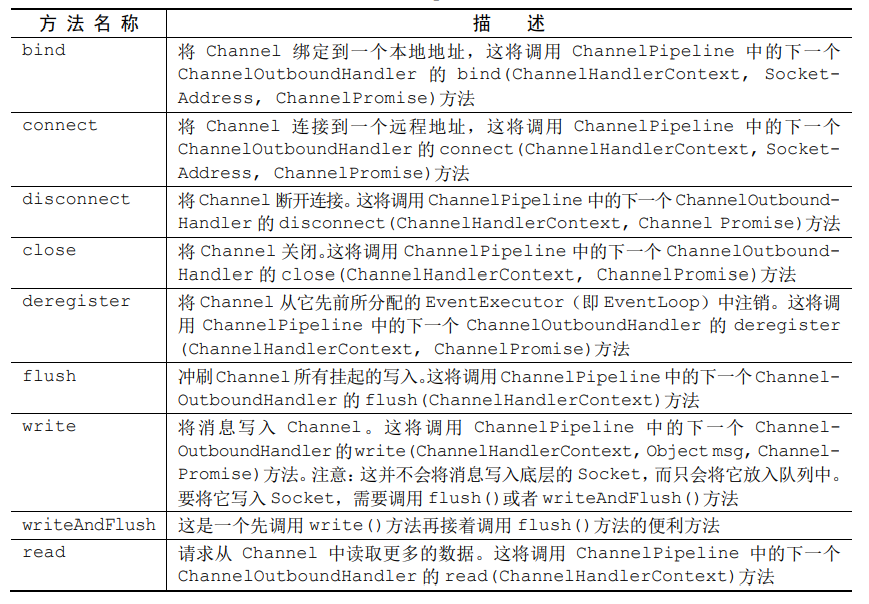 方法名称 描述
bind 将 Channel 绑定到一个本地地址，这将调用 ChannelPipeline 中的下一个
ChannelOutboundHandler 的 bind(ChannelHandlerContext, Socket-
Address, ChannelPromise)方法
connect 将 Channel 连接到一个远程地址，这将调用 ChannelPipeline 中的下一个
ChannelOutboundHandler 的 connect(ChannelHandlerContext, Socket-
Address, ChannelPromise)方法
disconnect 将 Channel 断开连接。这将调用 ChannelPipeline 中的下一个 ChannelOutbound-
Handler 的 disconnect(ChannelHandlerContext, Channel Promise)方法
close 将 Channel 关闭。这将调用 ChannelPipeline 中的下一个 ChannelOutbound-
Handler 的 close(ChannelHandlerContext, ChannelPromise)方法
deregister 将 Channel 从它先前所分配的 EventExecutor（即 EventLoop）中注销。这将调
用 ChannelPipeline 中的下一个 ChannelOutboundHandler 的 deregister
(ChannelHandlerContext, ChannelPromise)方法
flush 冲刷 Channel 所有挂起的写入。这将调用 ChannelPipeline 中的下一个 Channel-
OutboundHandler 的 flush(ChannelHandlerContext)方法
write 将消息写入 Channel。这将调用 ChannelPipeline 中的下一个 Channel-
OutboundHandler 的 write(ChannelHandlerContext, Object msg, Channel-
Promise)方法。注意：这并不会将消息写入底层的 Socket，而只会将它放入队列中。
要将它写入 Socket，需要调用 flush()或者 writeAndFlush()方法
writeAndFlush 这是一个先调用 write()方法再接着调用 flush()方法的便利方法
read 请求从 Channel 中读取更多的数据。这将调用 ChannelPipeline 中的下一个
ChannelOutboundHandler 的 read(ChannelHandlerContext)方法